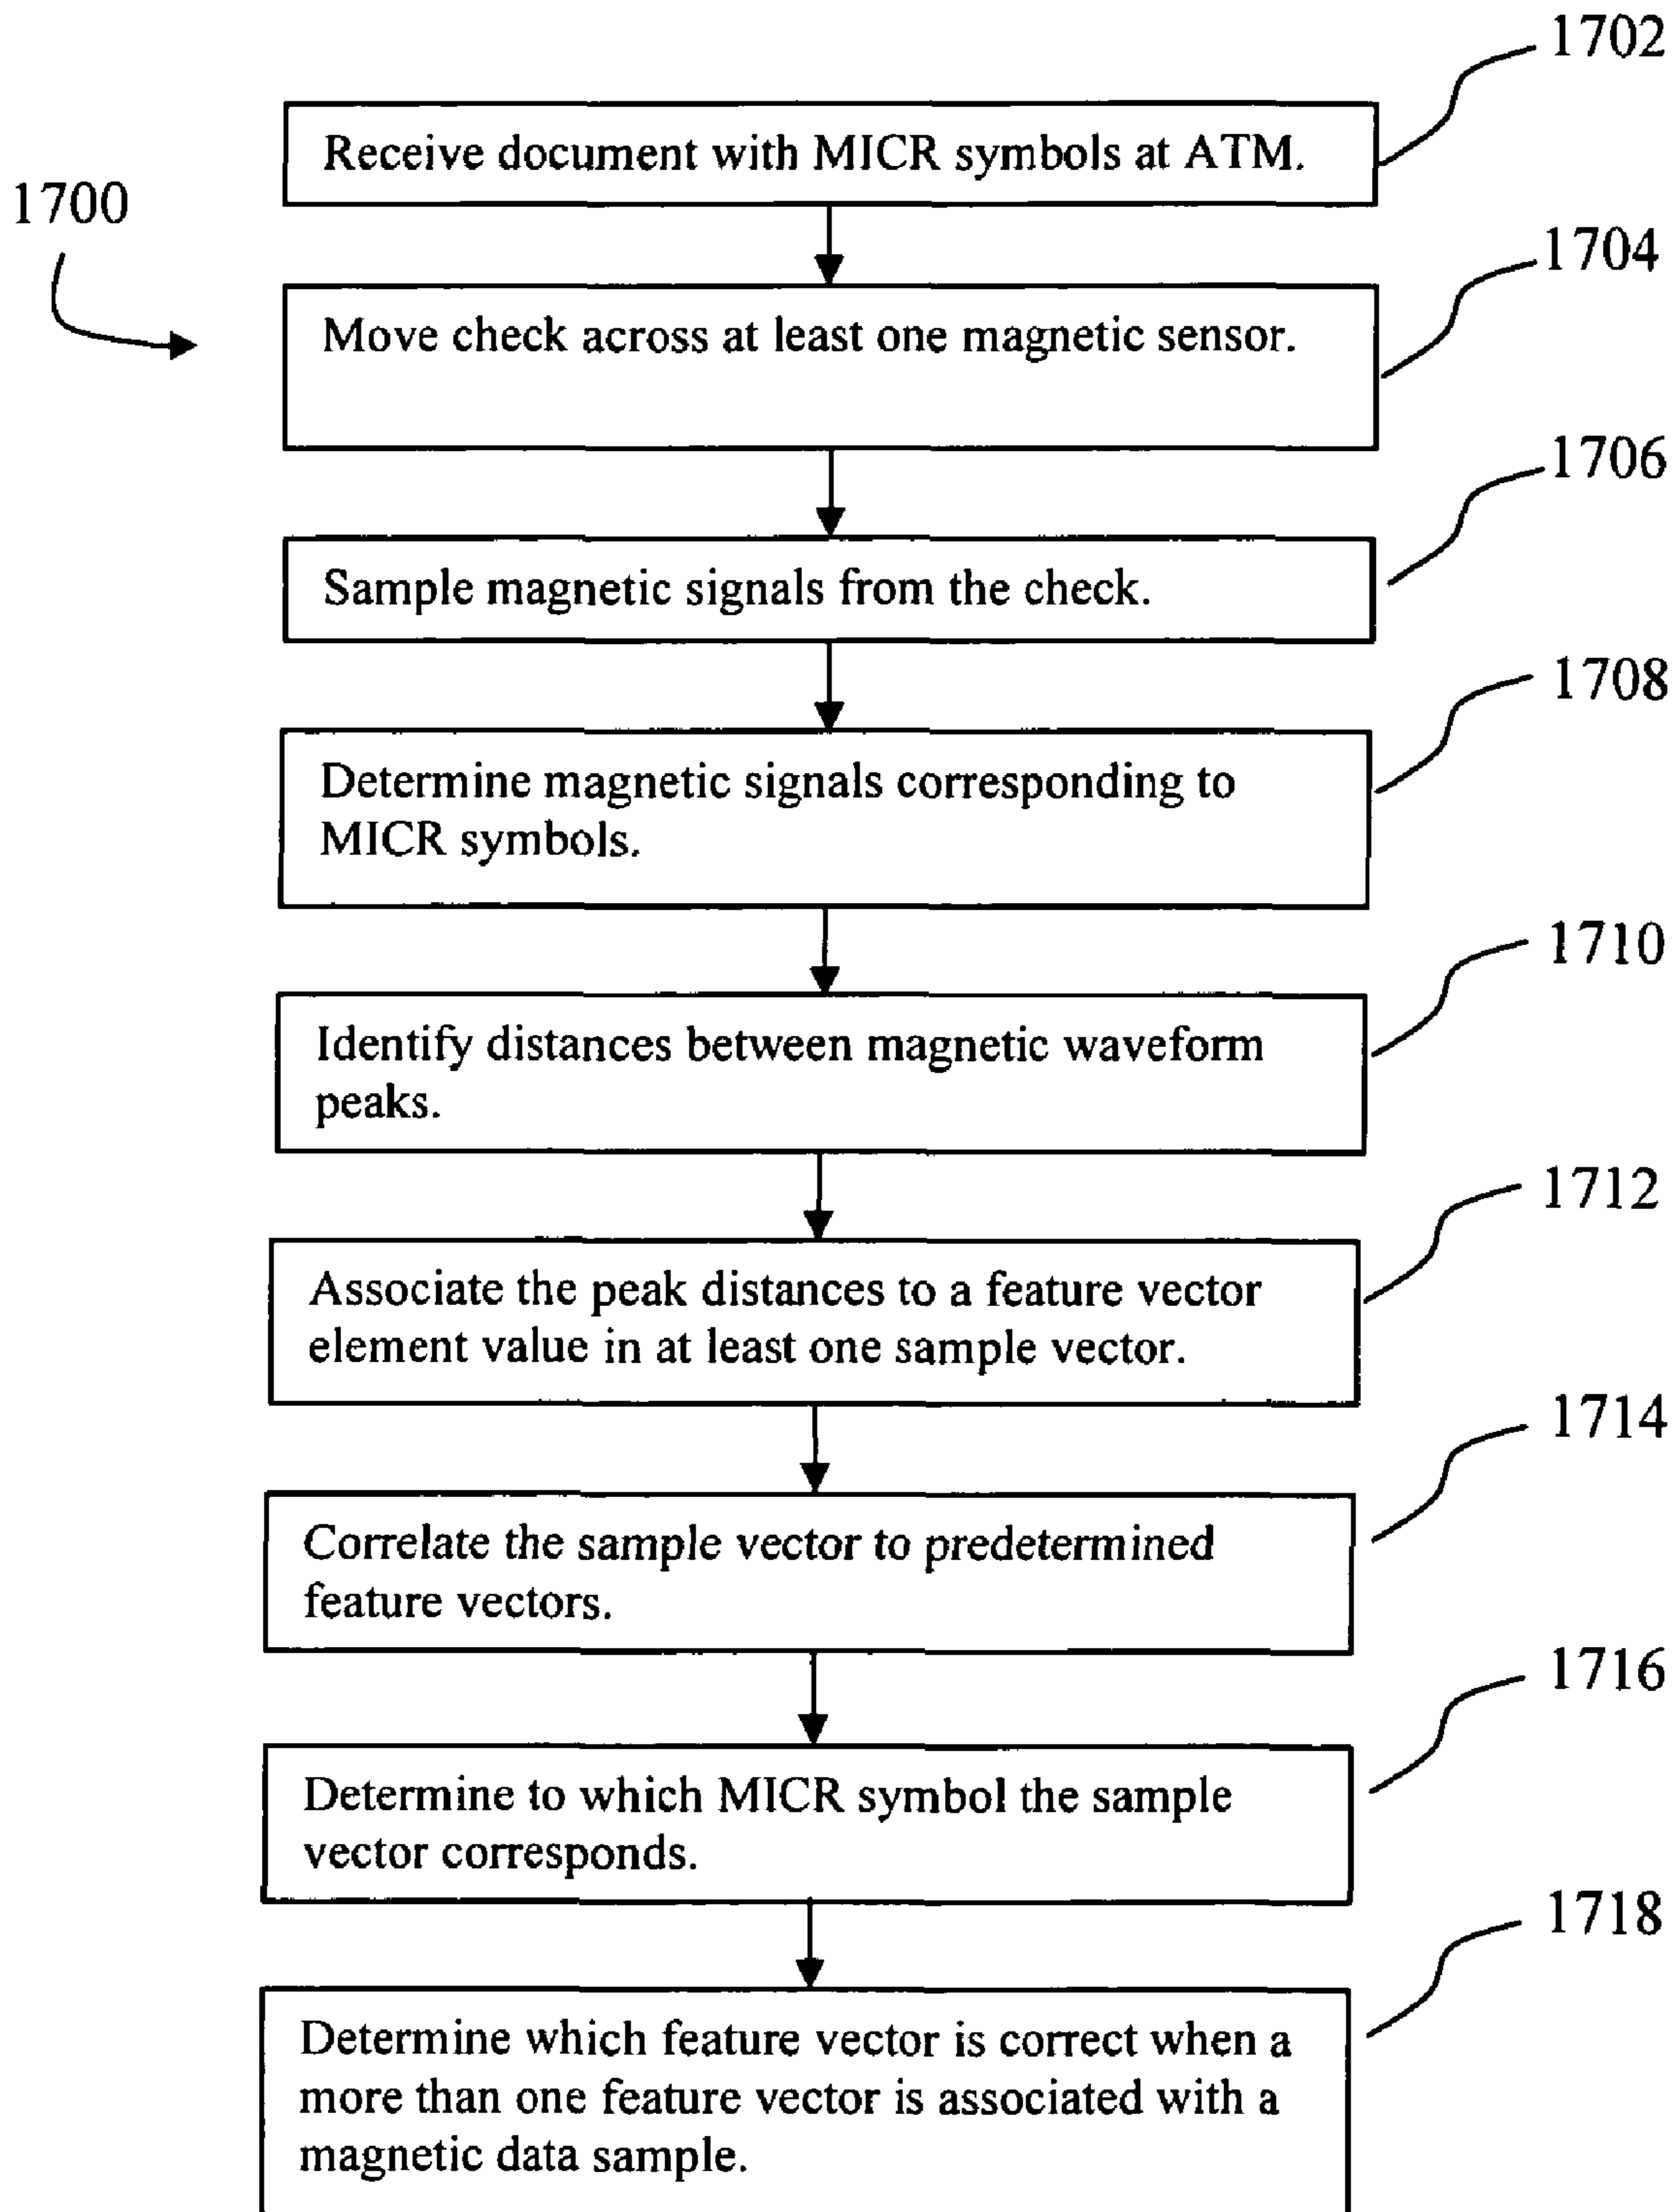 1702
Receive document with MICR symbols at ATM.
1700
1704
Move check across at least one magnetic sensor.
1706
Sample magnetic signals from the check.
1708
Determine magnetic signals corresponding to
MICR symbols.
1710
Identify distances between magnetic waveform
peaks.
1712
Associate the peak distances to a feature vector
element value in at least one sample vector.
1714
Correlate the sample vector to predetermined
feature vectors.
1716
Determine to which MICR symbol the sample
vector corresponds.
1718
Determine which feature vector is correct when a
more than one feature vector is associated with a
magnetic data sample.